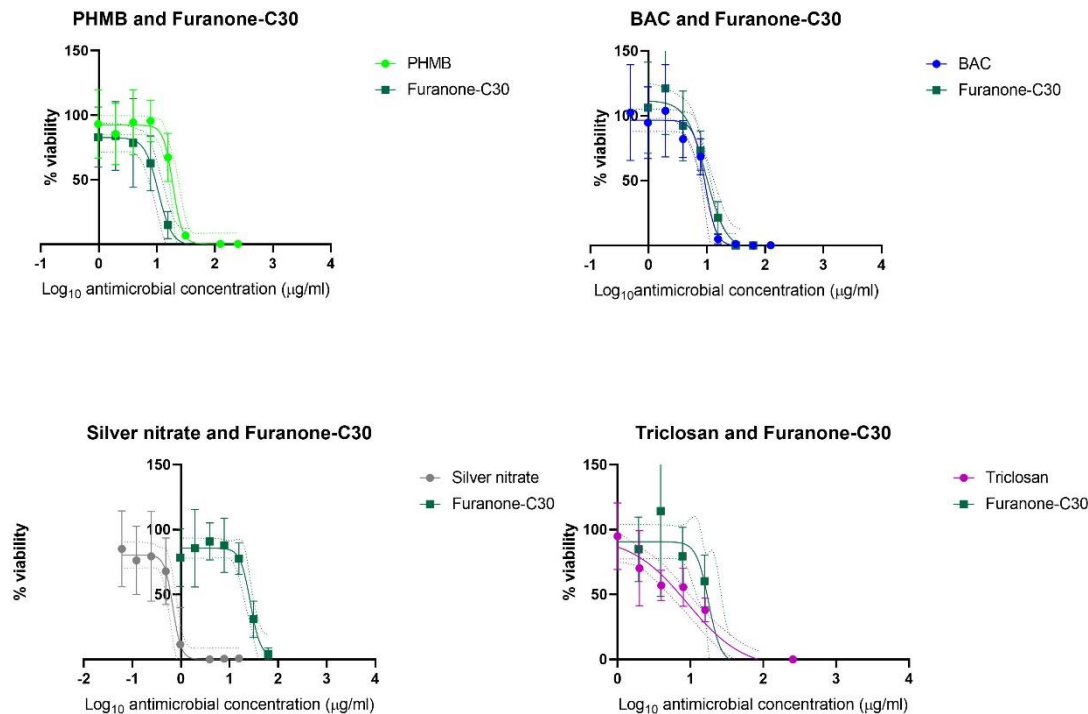 PHMB and Furanone-C30
150
100
50
-1
0
1
2
3
4
% viability
Log10 antimicrobial concentration (μg/ml)
PHMB
Furanone-C30
BAC and Furanone-C30
150
100
50
-1
0
1
2
3
4
% viability
Log10antimicrobial concentration (μg/ml)
BAC
Furanone-C30
Silver nitrate and Furanone-C30
150
100
50
-2
-1
0
1
2
3
4
% viability
Log10 antimicrobial concentration (μg/ml)
Silver nitrate
Furanone-C30
Triclosan and Furanone-C30
150
100
50
0
0
1
2
3
4
% viability
Log10 antimicrobial concentration (μg/ml)
Triclosan
Furanone-C30